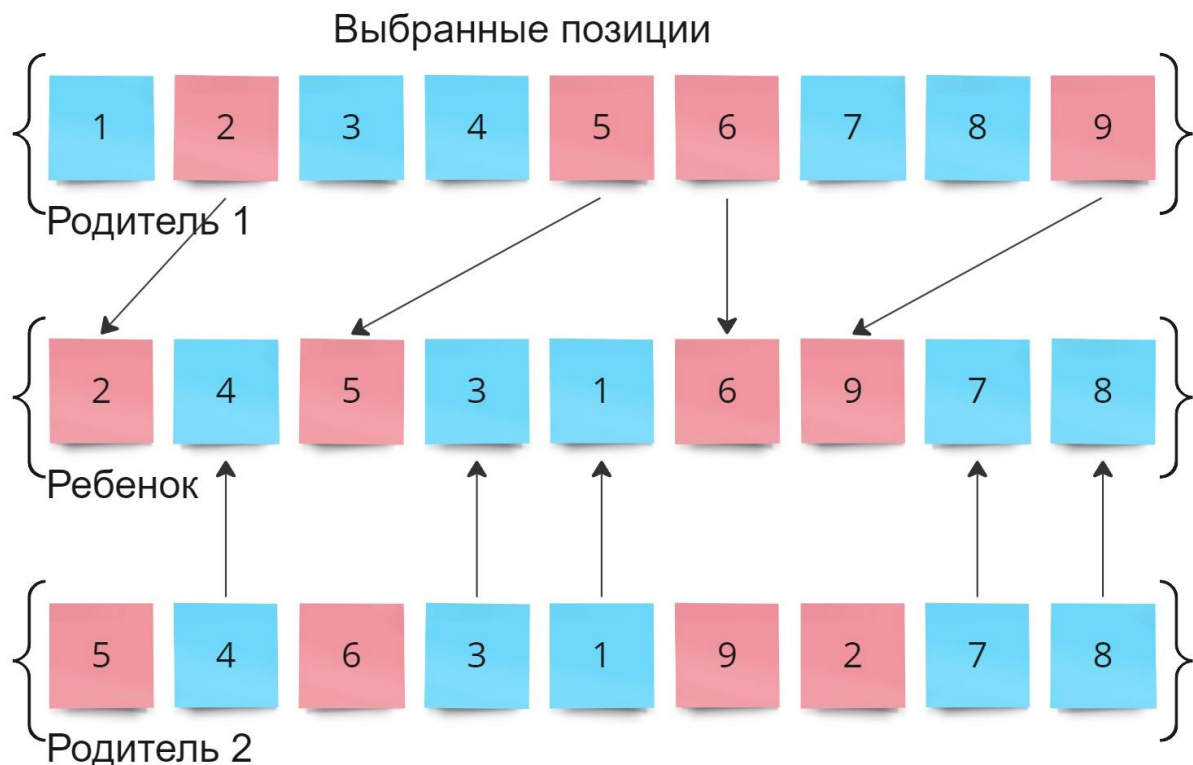 Выбранные позиции
1 2 3 4 5 6 7 8 9
Родитель 1
2 4 5 3 1 6 9 7 8
Ребенок
5 4 6 3 1 9 2 7 8
Родитель 2